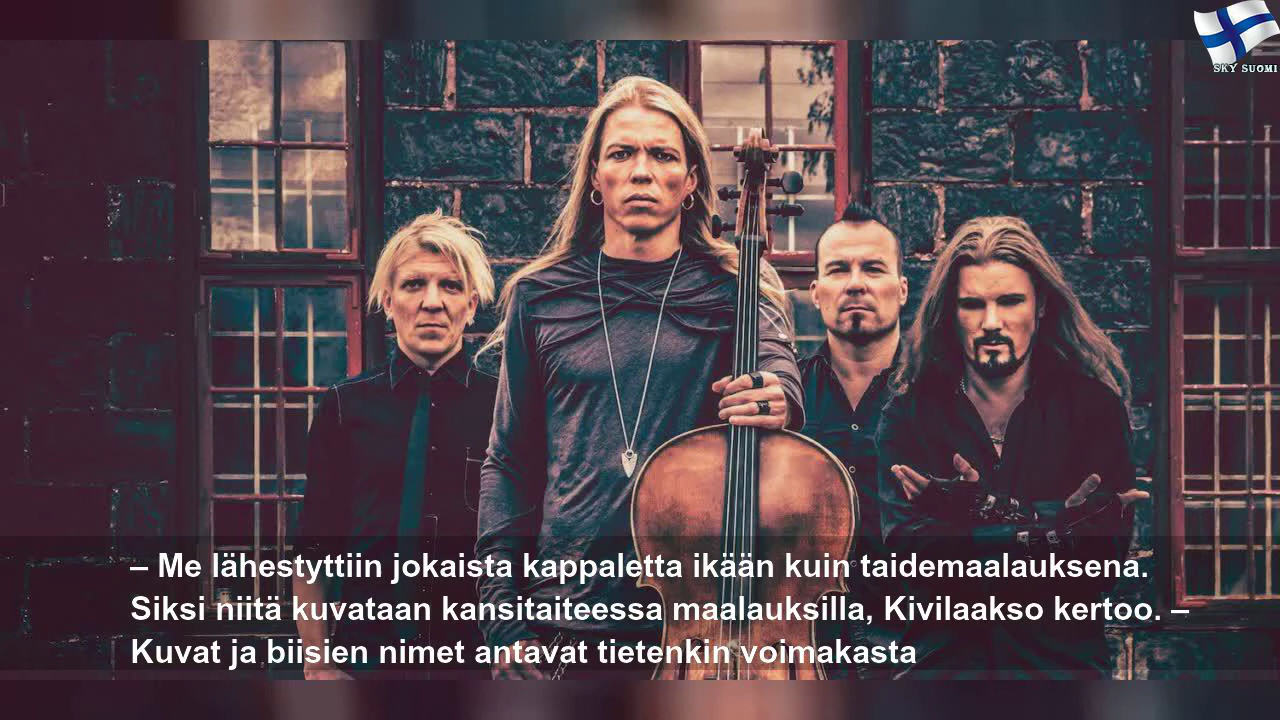 SKY SUOMI
– Me lähestyttiin jokaista kappaletta ikään kuin taidemaalauksena.
Siksi niitä kuvataan kansitaiteessa maalauksilla, Kivilaakso kertoo. –
Kuvat ja biisien nimet antavat tietenkin voimakasta